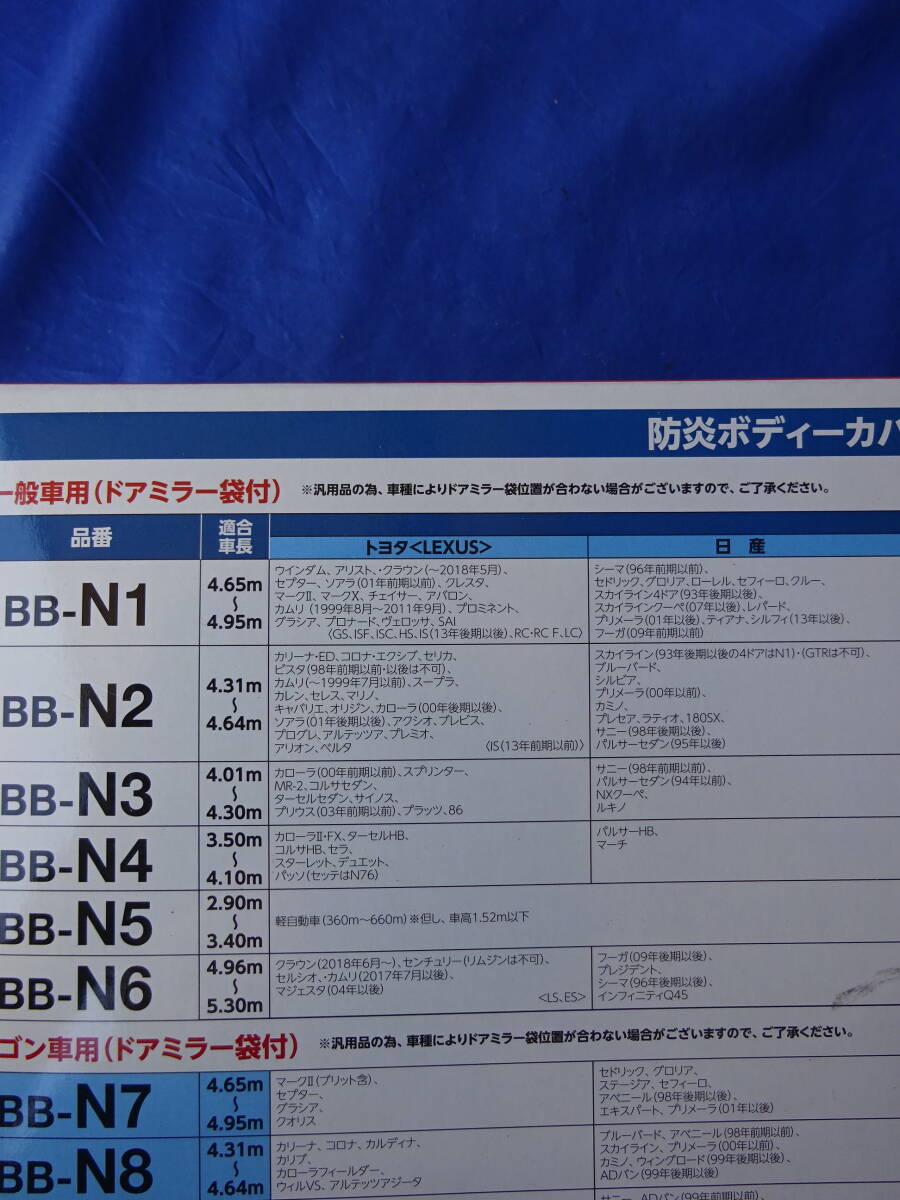 防炎ボディーカバ
一般車用(ドアミラー袋付) ※汎用品の為、車種によりドアミラー袋位置が合わない場合がございますので、ご了承ください。
品番
適合
車長
トヨタ<LEXUS>
日 産
BB-N1
4.65m
〜
4.95m
ウインダム、アリスト、クラウン(〜2018年5月)、
セプター、ソアラ(01年前期以前)、クレスタ、
マークⅡ、マークX、チェイサー、アバロン、
カムリ (1999年8月〜2011年9月)、プロミネント、
グラシア、プロナード、ヴェロッサ、SAI
〈GS、ISF、ISC、HS、IS(13年後期以後)、RC・RC F、LC〉
シーマ(96年前期以前)、
セドリック、グロリア、ローレル、セフィーロ、クルー、
スカイライン4ドア(93年後期以後)、
スカイラインクーペ(07年以後)、レパード、
プリメーラ(01年以後)、ティアナ、シルフィ(13年以後)、
フーガ(09年前期以前)
BB-N2
4.31m
〜
4.64m
カリーナ・ED、コロナ・エクシブ、セリカ、
ビスタ(98年前期以前・以後は不可)、
カムリ(〜1999年7月以前)、スープラ、
カレン、セレス、マリノ、
キャバリエ、オリジン、カローラ(00年後期以後)、
ソアラ(01年後期以後)、アクシオ、ブレビス、
プログレ、アルテッツァ、プレミオ、
アリオン、ベルタ 〈IS(13年前期以前)〉
スカイライン(93年後期以後の4ドアはN1)・(GTRは不可)、
ブルーバード、
シルビア、
プリメーラ(00年以前)、
カミノ、
プレセア、ラティオ、180SX、
サニー(98年後期以後)、
パルサーセダン(95年以後)
BB-N3
4.01m
〜
4.30m
カローラ(00年前期以前)、スプリンター、
MR-2、コルサセダン、
ターセルセダン、サイノス、
プリウス(03年前期以前)、プラッツ、86
サニー(98年前期以前)、
パルサーセダン(94年以前)、
NXクーペ、
ルキノ
BB-N4
3.50m
〜
4.10m
カローラⅡ・FX、ターセルHB、
コルサHB、セラ、
スターレット、デュエット、
パッソ(セッテはN76)
パルサーHB、
マーチ
BB-N5
2.90m
〜
3.40m
軽自動車(360m〜660m)※但し、車高1.52m以下
BB-N6
4.96m
〜
5.30m
クラウン(2018年6月〜)、センチュリー(リムジンは不可)、
セルシオ、・カムリ(2017年7月以後)、
マジェスタ(04年以後) <LS、ES>
フーガ(09年後期以後)、
プレジデント、
シーマ(96年後期以後)、
インフィニティQ45
ゴン車用(ドアミラー袋付) ※汎用品の為、車種によりドアミラー袋位置が合わない場合がございますので、ご了承ください。
BB-N7
4.65m
〜
4.95m
マークⅡ(ブリット含)、
セプター、
グラシア、
クオリス
セドリック、グロリア、
ステージア、セフィーロ、
アベニール(98年後期以後)、
エキスパート、プリメーラ(01年以後)
BB-N8
4.31m
〜
4.64m
カリーナ、コロナ、カルディナ、
カリブ、
カローラフィールダー、
ウィルVS、アルテッツアジータ
ブルーバード、アベニール(98年前期以前)、
スカイライン、プリメーラ(00年以前)、
カミノ、ウィングロード(99年後期以後)、
ADバン(99年後期以後)
サニー、ADバン(99年前期以前)、